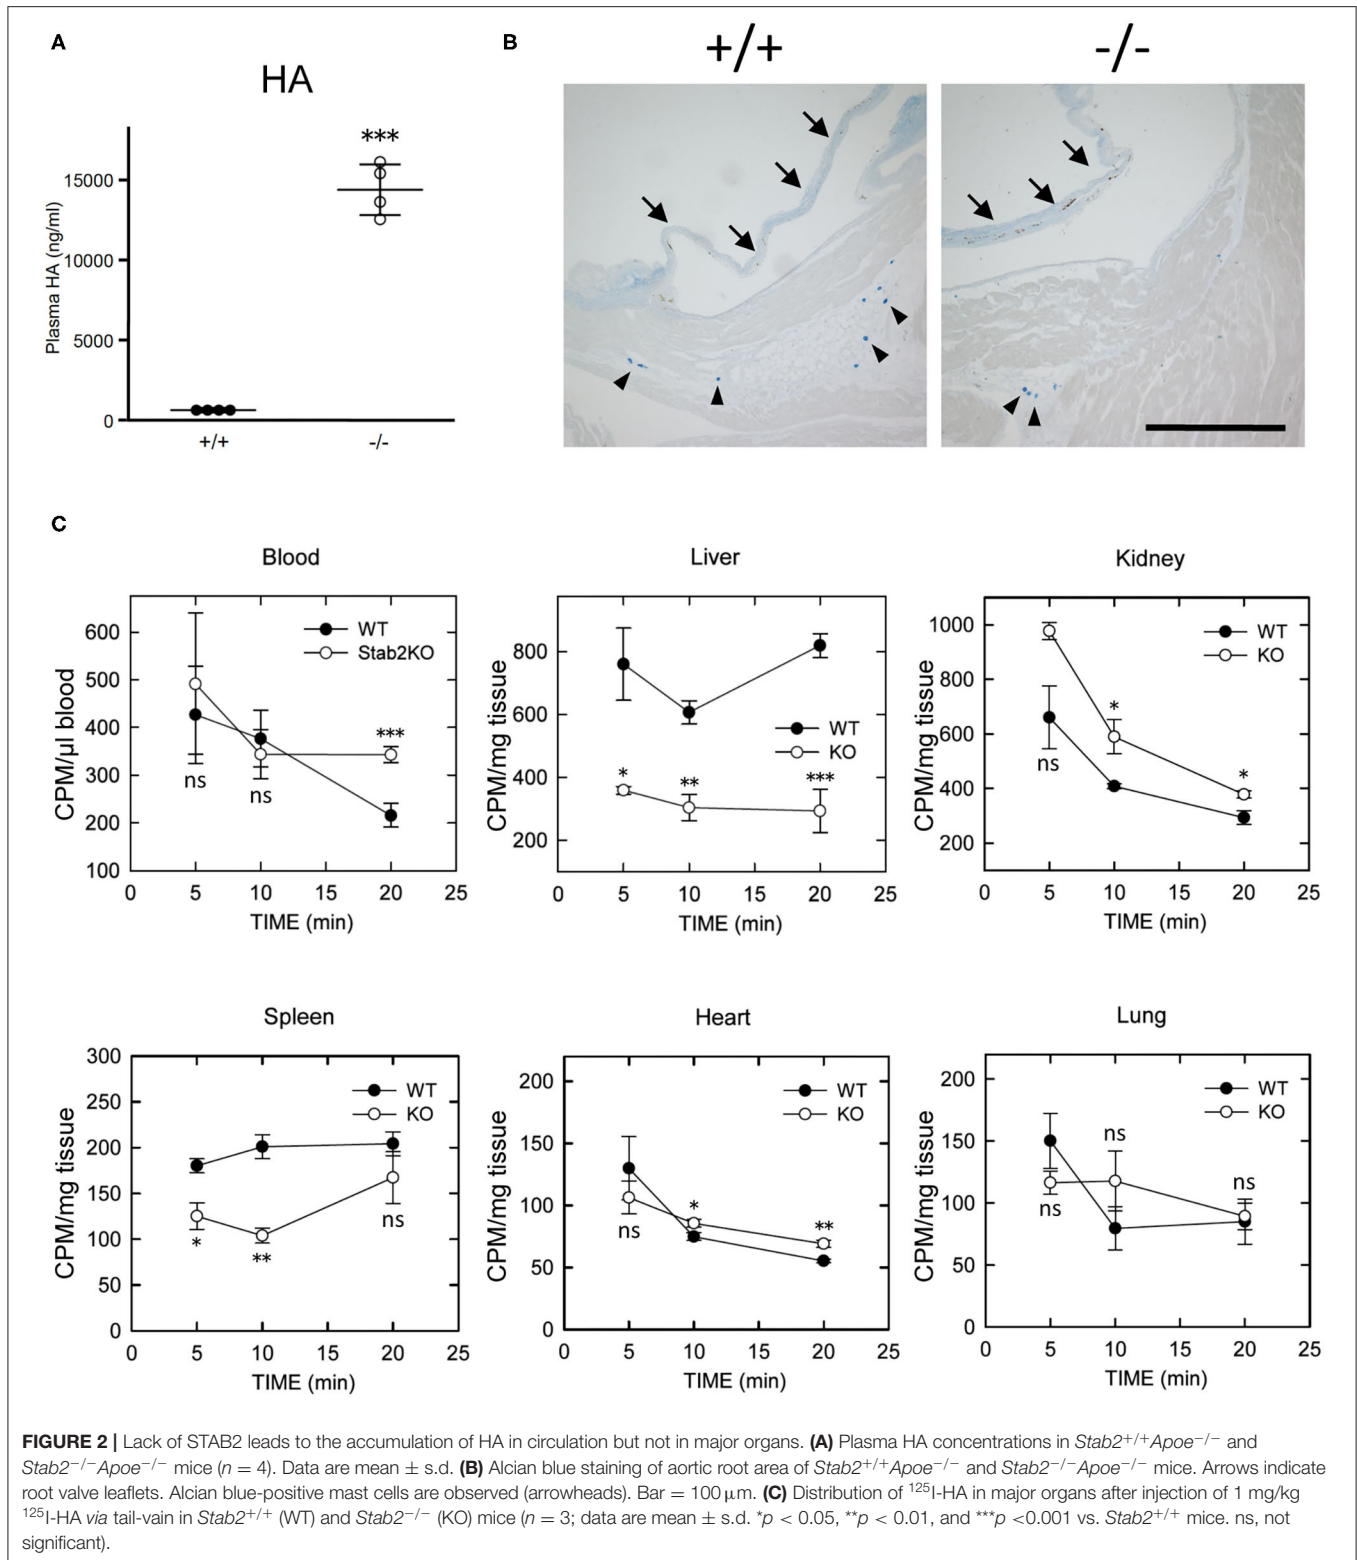 A
B
HA
+/+
-/-
***
Plasma HA (ng/ml)
15000
10000
5000
0
+/+
-/-
C
Blood
CPM/µl blood
600
500
400
300
200
100
WT
Stab2KO
ns
ns
***
0 5 10 15 20 25
TIME (min)
Liver
CPM/mg tissue
800
600
400
200
WT
KO
*
**
***
0 5 10 15 20 25
TIME (min)
Kidney
CPM/mg tissue
1000
800
600
400
200
WT
KO
ns
*
*
0 5 10 15 20 25
TIME (min)
Spleen
CPM/mg tissue
300
250
200
150
100
50
0
WT
KO
*
**
ns
0 5 10 15 20 25
TIME (min)
Heart
CPM/mg tissue
200
150
100
50
0
WT
KO
ns
*
**
0 5 10 15 20 25
TIME (min)
Lung
CPM/mg tissue
200
150
100
50
0
WT
KO
ns
ns
ns
0 5 10 15 20 25
TIME (min)
FIGURE 2 | Lack of STAB2 leads to the accumulation of HA in circulation but not in major organs. (A) Plasma HA concentrations in Stab2+/+Apoe−/− and
Stab2−/−Apoe−/− mice (n = 4). Data are mean ± s.d. (B) Alcian blue staining of aortic root area of Stab2+/+Apoe−/− and Stab2−/−Apoe−/− mice. Arrows indicate
root valve leaflets. Alcian blue-positive mast cells are observed (arrowheads). Bar = 100 µm. (C) Distribution of 125I-HA in major organs after injection of 1 mg/kg
125I-HA via tail-vain in Stab2+/+ (WT) and Stab2−/− (KO) mice (n = 3; data are mean ± s.d. *p < 0.05, **p < 0.01, and ***p <0.001 vs. Stab2+/+ mice. ns, not
significant).